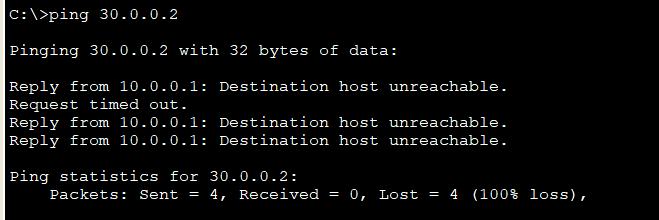 C:\>ping 30.0.0.2
Pinging 30.0.0.2 with 32 bytes of data:
Reply from 10.0.0.1: Destination host unreachable.
Request timed out.
Reply from 10.0.0.1: Destination host unreachable.
Reply from 10.0.0.1: Destination host unreachable.
Ping statistics for 30.0.0.2:
    Packets: Sent = 4, Received = 0, Lost = 4 (100% loss),